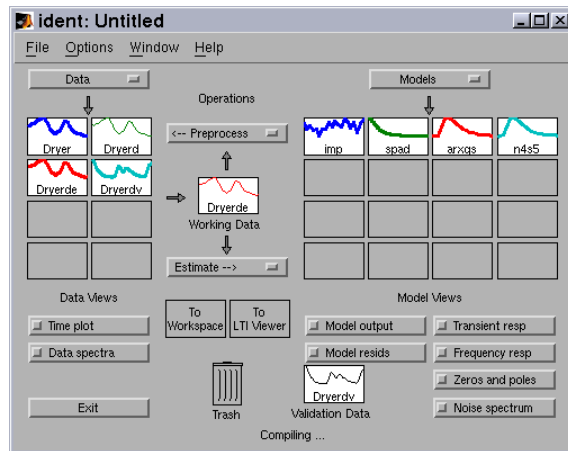 ident: Untitled
File Options Window Help
Data
Models
Operations
<-- Preprocess
Dryer Dryerd
imp spad arxqs n4s5
Dryerde Dryerdv
Dryerde
Working Data
Estimate -->
Data Views
Model Views
To Workspace
To LTI Viewer
Time plot
Data spectra
Model output
Transient resp
Model resids
Frequency resp
Zeros and poles
Noise spectrum
Dryerdv
Validation Data
Exit
Trash
Compiling ...